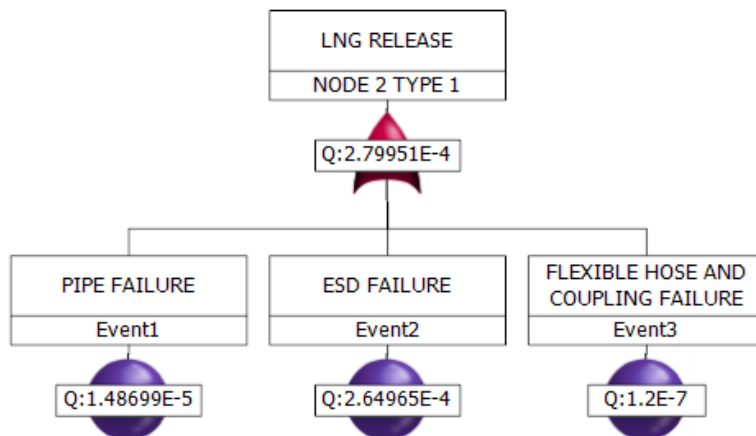 LNG RELEASE
NODE 2 TYPE 1
Q:2.79951E-4
PIPE FAILURE
Event1
Q:1.48699E-5
ESD FAILURE
Event2
Q:2.64965E-4
FLEXIBLE HOSE AND
COUPLING FAILURE
Event3
Q:1.2E-7